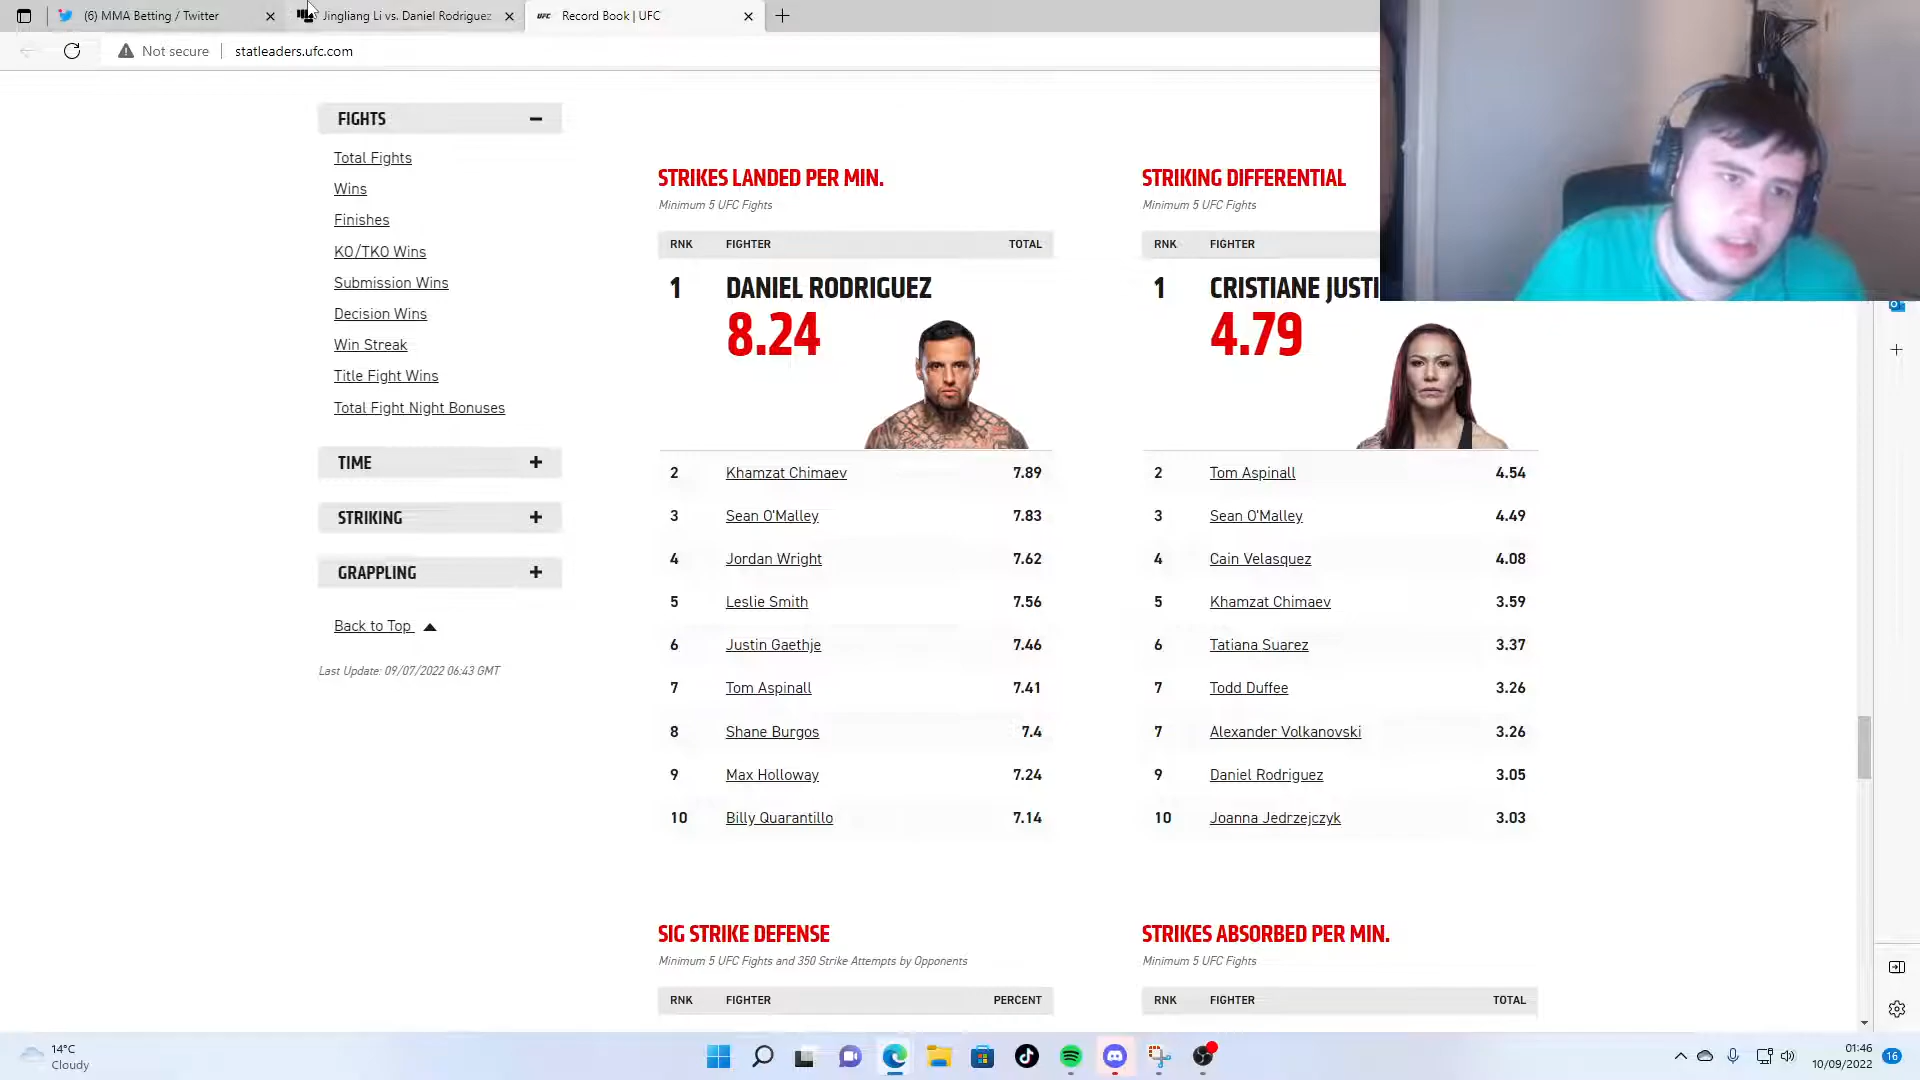 (6) MMA Betting / Twitter
Jingliang Li vs. Daniel Rodriguez
UFC
Record Book | UFC
Not secure
statleaders.ufc.com
FIGHTS
Total Fights
Wins
Finishes
KO/TKO Wins
Submission Wins
Decision Wins
Win Streak
Title Fight Wins
Total Fight Night Bonuses
TIME
STRIKING
GRAPPLING
Back to Top
Last Update: 09/07/2022 06:43 GMT
STRIKES LANDED PER MIN.
Minimum 5 UFC Fights
RNK FIGHTER TOTAL
1 DANIEL RODRIGUEZ
8.24
2 Khamzat Chimaev 7.89
3 Sean O'Malley 7.83
4 Jordan Wright 7.62
5 Leslie Smith 7.56
6 Justin Gaethje 7.46
7 Tom Aspinall 7.41
8 Shane Burgos 7.4
9 Max Holloway 7.24
10 Billy Quarantillo 7.14
STRIKING DIFFERENTIAL
Minimum 5 UFC Fights
RNK FIGHTER
1 CRISTIANE JUSTI
4.79
2 Tom Aspinall 4.54
3 Sean O'Malley 4.49
4 Cain Velasquez 4.08
5 Khamzat Chimaev 3.59
6 Tatiana Suarez 3.37
7 Todd Duffee 3.26
7 Alexander Volkanovski 3.26
9 Daniel Rodriguez 3.05
10 Joanna Jedrzejczyk 3.03
SIG STRIKE DEFENSE
Minimum 5 UFC Fights and 350 Strike Attempts by Opponents
RNK FIGHTER PERCENT
STRIKES ABSORBED PER MIN.
Minimum 5 UFC Fights
RNK FIGHTER TOTAL
14°C
Cloudy
01:46
10/09/2022
16